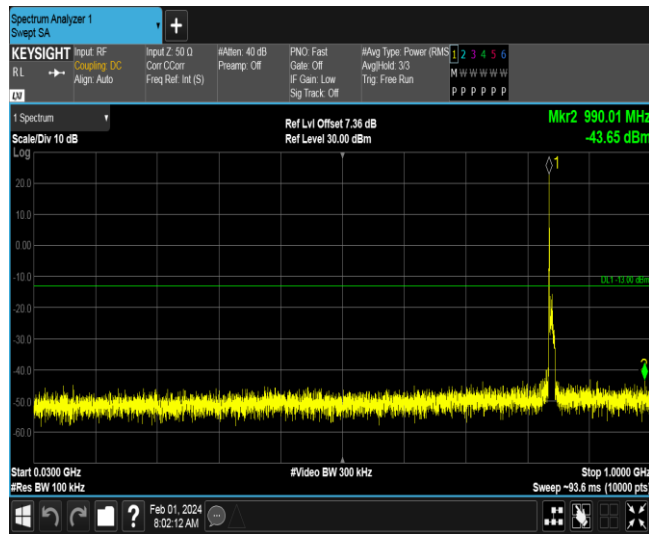 Spectrum Analyzer 1
Swept SA
KEYSIGHT
RL
LXI
Input: RF
Coupling: DC
Align: Auto
Input Z: 50 Ω
Corr CCorr
Freq Ref: Int (S)
#Atten: 40 dB
Preamp: Off
PNO: Fast
Gate: Off
IF Gain: Low
Sig Track: Off
#Avg Type: Power (RMS
Avg|Hold: 3/3
Trig: Free Run
1 2 3 4 5 6
M W W W W W
P P P P P P
1 Spectrum
Scale/Div 10 dB
Log
Ref Lvl Offset 7.36 dB
Ref Level 30.00 dBm
Mkr2 990.01 MHz
-43.65 dBm
1
20.0
10.0
0.00
-10.0
DL1 -13.00 dBm
-20.0
-30.0
-40.0
2
-50.0
-60.0
Start 0.0300 GHz
#Res BW 100 kHz
#Video BW 300 kHz
Stop 1.0000 GHz
Sweep ~93.6 ms (10000 pts)
?
Feb 01, 2024
8:02:12 AM